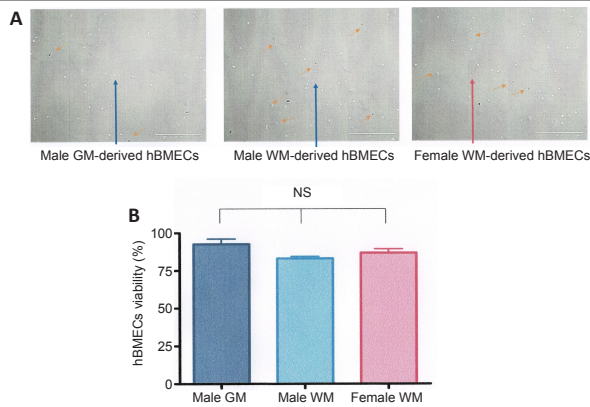 A
Male GM-derived hBMECs
Male WM-derived hBMECs
Female WM-derived hBMECs
B
NS
hBMECs viability (%)
100
75
50
25
0
Male GM
Male WM
Female WM